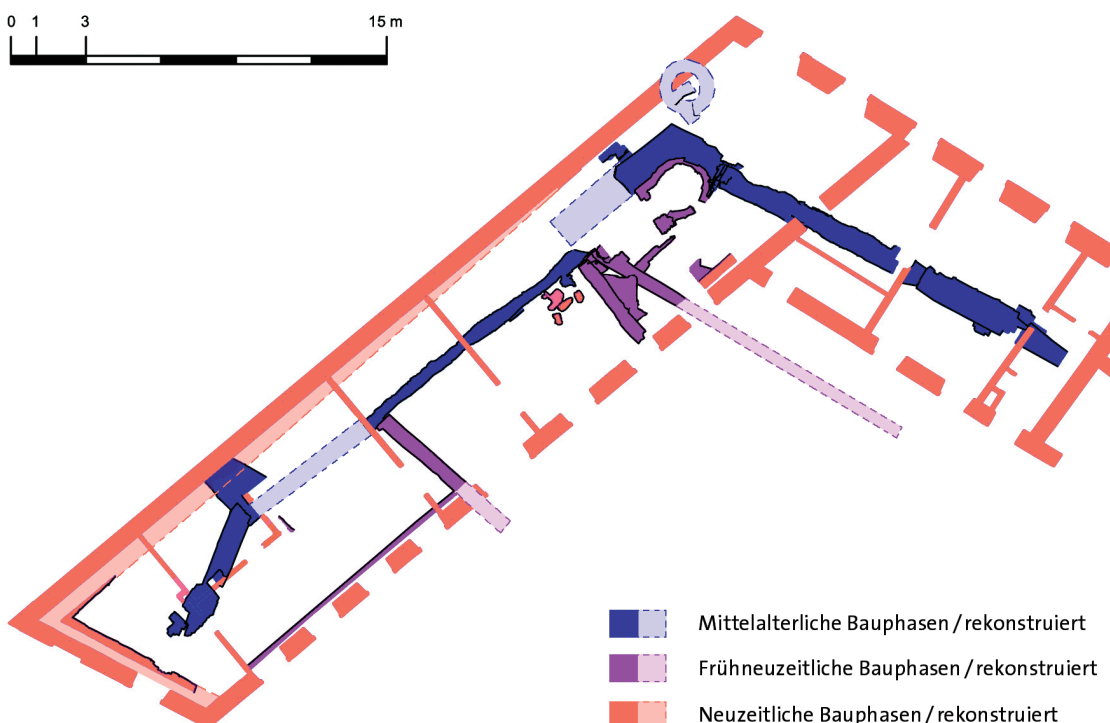 0 1 3 15 m
Mittelalterliche Bauphasen / rekonstruiert
Frühneuzeitliche Bauphasen / rekonstruiert
Neuzeitliche Bauphasen / rekonstruiert